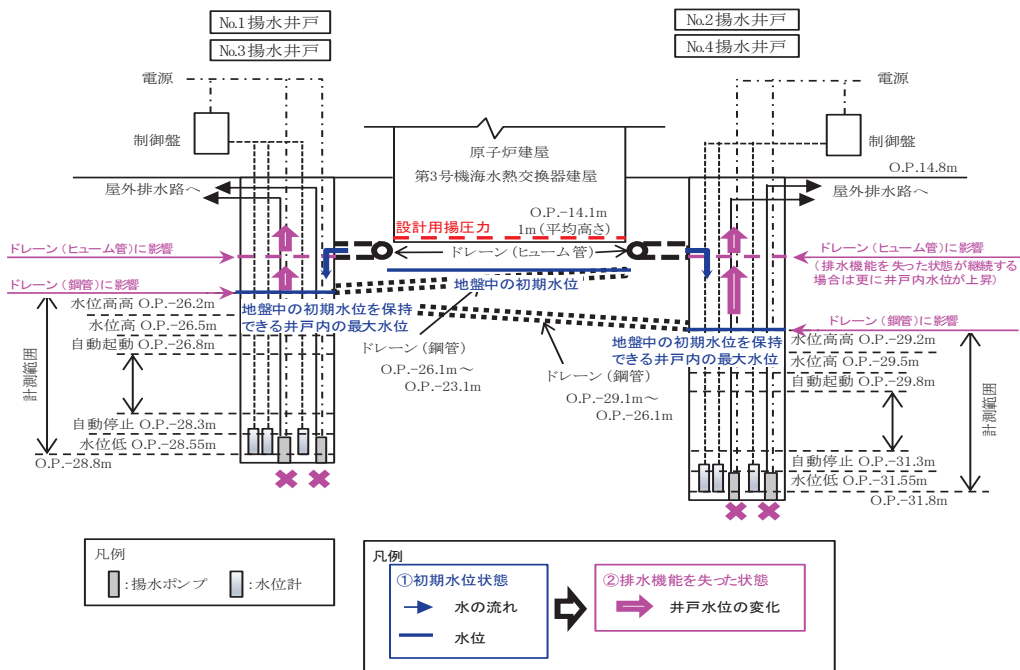 No.1揚水井戸
No.3揚水井戸
No.2揚水井戸
No.4揚水井戸
電源
電源
制御盤
制御盤
原子炉建屋
第3号機海水熱交換器建屋
O.P.14.8m
屋外排水路へ
屋外排水路へ
O.P.-14.1m
設計用揚圧力
1m(平均高さ)
ドレーン(ヒューム管)に影響
ドレーン(ヒューム管)
ドレーン(ヒューム管)に影響
(排水機能を失った状態が継続する
場合は更に井戸内水位が上昇)
ドレーン(鋼管)に影響
地盤中の初期水位
水位高高 O.P.-26.2m
地盤中の初期水位を保持
できる井戸内の最大水位
水位高 O.P.-26.5m
自動起動 O.P.-26.8m
ドレーン(鋼管)
O.P.-26.1m~
O.P.-23.1m
ドレーン(鋼管)に影響
地盤中の初期水位を保持
できる井戸内の最大水位
水位高高 O.P.-29.2m
水位高 O.P.-29.5m
自動起動 O.P.-29.8m
ドレーン(鋼管)
O.P.-29.1m~
O.P.-26.1m
計測範囲
計測範囲
自動停止 O.P.-28.3m
水位低 O.P.-28.55m
O.P.-28.8m
自動停止 O.P.-31.3m
水位低 O.P.-31.55m
O.P.-31.8m
凡例
:揚水ポンプ
:水位計
凡例
①初期水位状態
水の流れ
水位
②排水機能を失った状態
井戸水位の変化